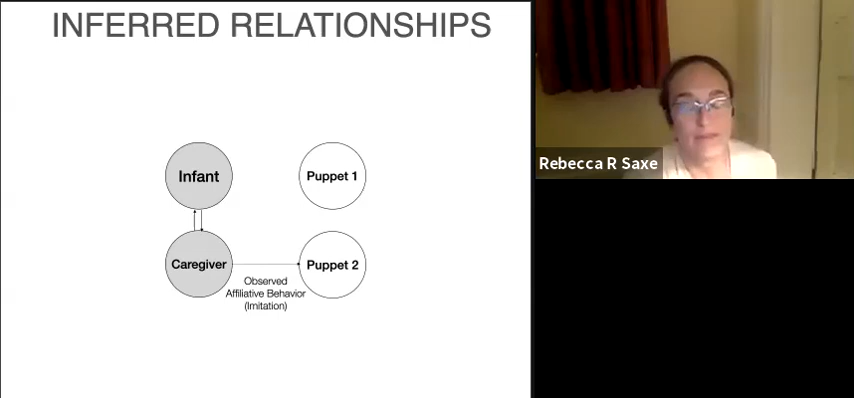 INFERRED RELATIONSHIPS
Infant
Puppet 1
Caregiver
Puppet 2
Observed
Affiliative Behavior
(Imitation)
Rebecca R Saxe